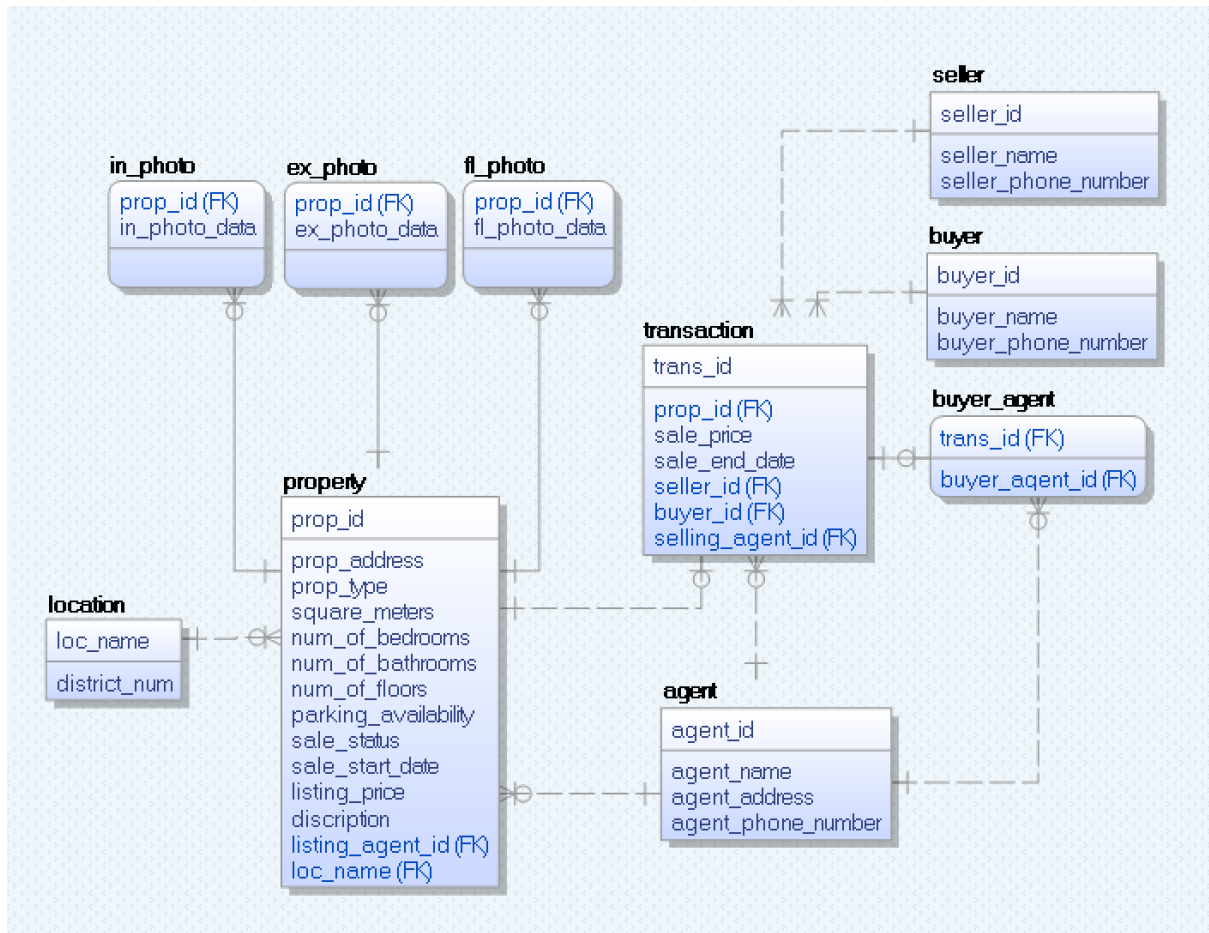 seller
seller_id
seller_name
seller_phone_number
in_photo
prop_id (FK)
in_photo_data
ex_photo
prop_id (FK)
ex_photo_data
fl_photo
prop_id (FK)
fl_photo_data
buyer
buyer_id
buyer_name
buyer_phone_number
transaction
trans_id
prop_id (FK)
sale_price
sale_end_date
seller_id (FK)
buyer_id (FK)
selling_agent_id (FK)
buyer_agent
trans_id (FK)
buyer_agent_id (FK)
property
prop_id
prop_address
prop_type
square_meters
num_of_bedrooms
num_of_bathrooms
num_of_floors
parking_availability
sale_status
sale_start_date
listing_price
discription
listing_agent_id (FK)
loc_name (FK)
location
loc_name
district_num
agent
agent_id
agent_name
agent_address
agent_phone_number